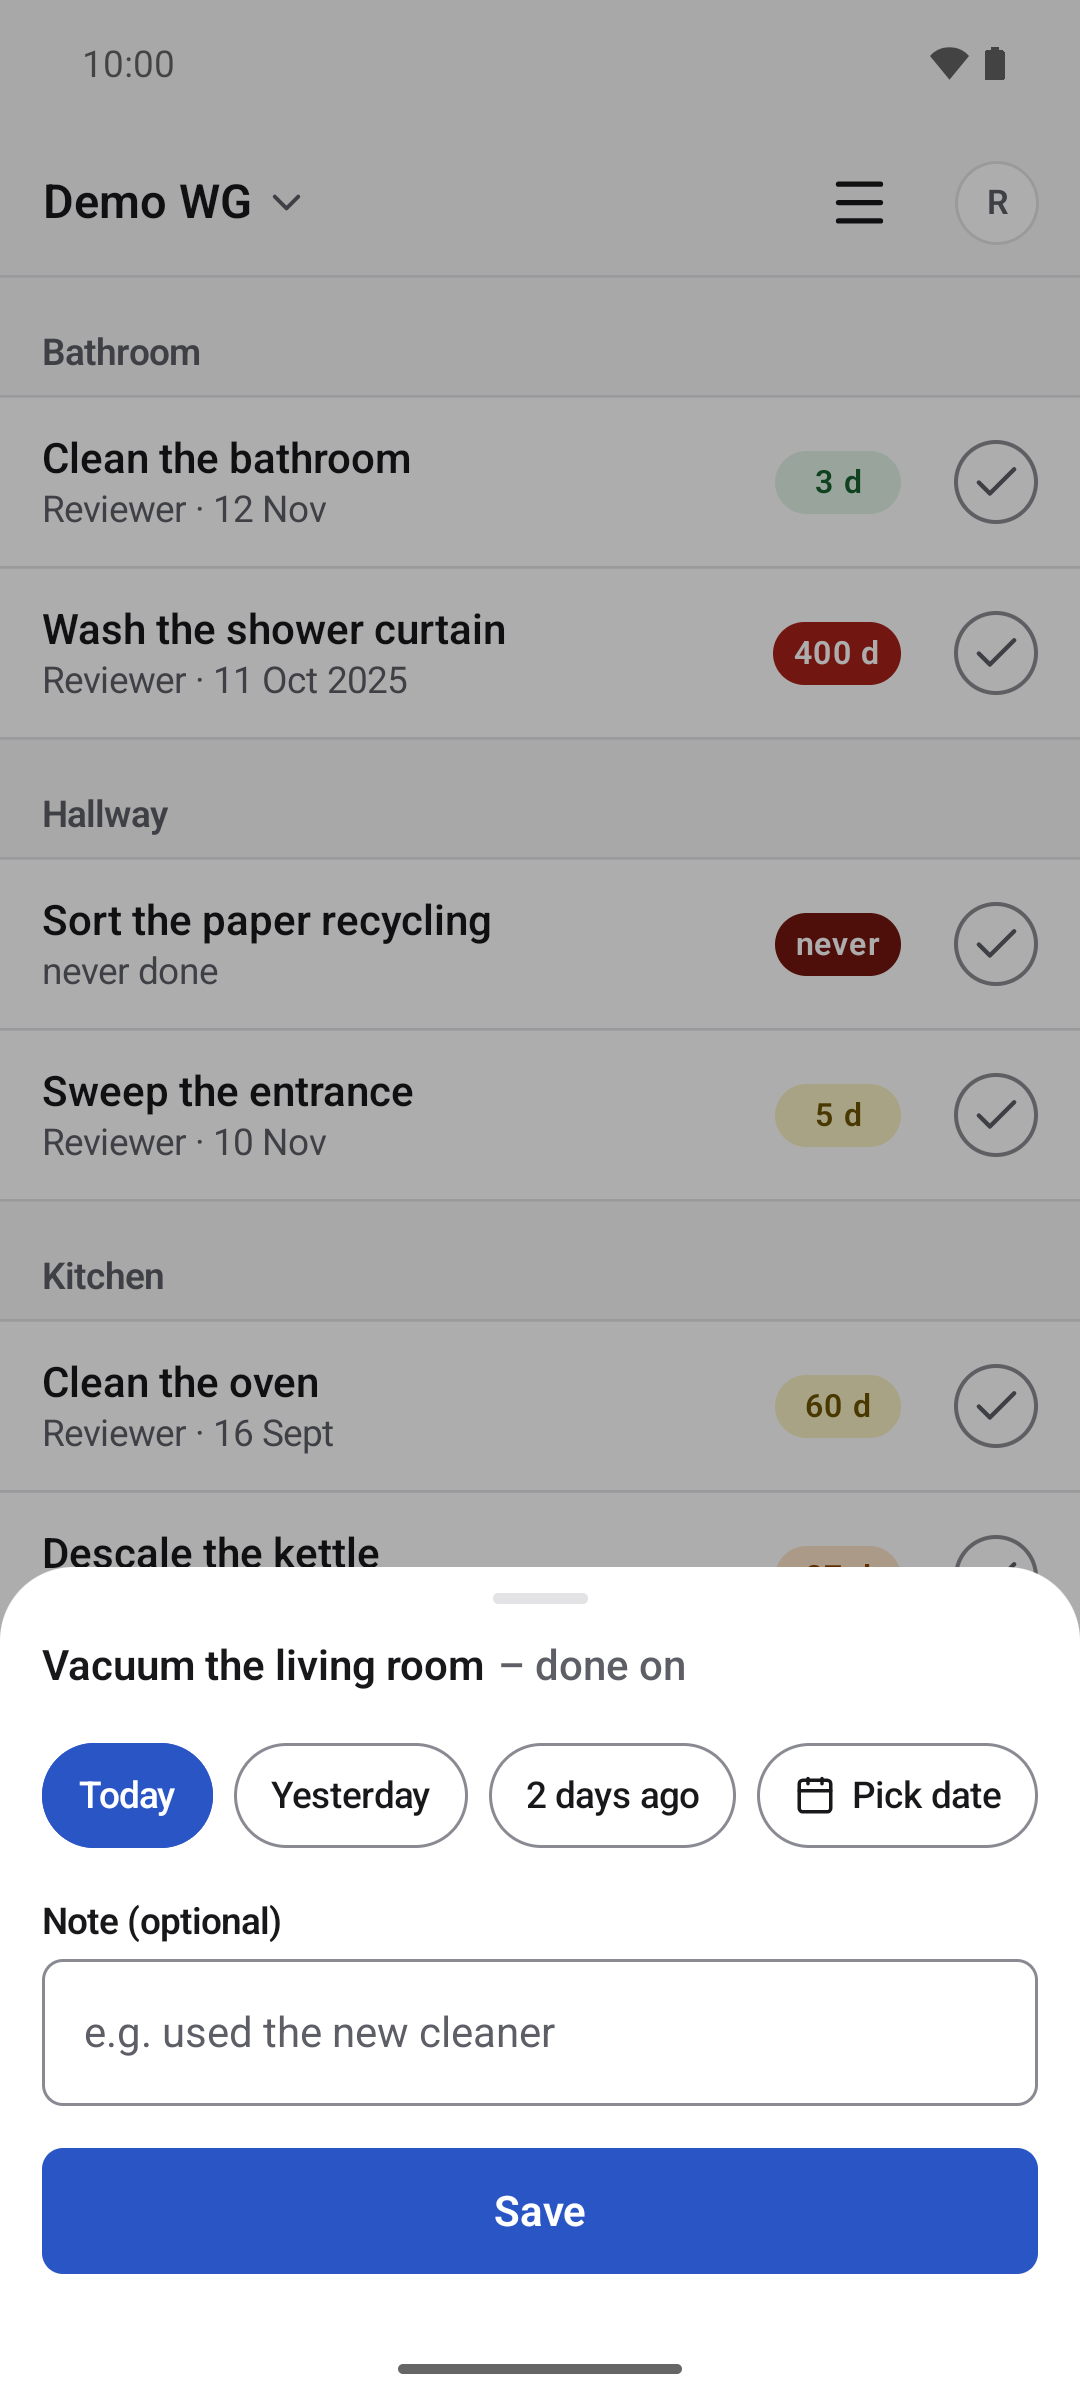 10:00
Demo WG
R
Bathroom
Clean the bathroom
Reviewer · 12 Nov
3 d
Wash the shower curtain
Reviewer · 11 Oct 2025
400 d
Hallway
Sort the paper recycling
never done
never
Sweep the entrance
Reviewer · 10 Nov
5 d
Kitchen
Clean the oven
Reviewer · 16 Sept
60 d
Descale the kettle
Vacuum the living room – done on
Today
Yesterday
2 days ago
Pick date
Note (optional)
e.g. used the new cleaner
Save